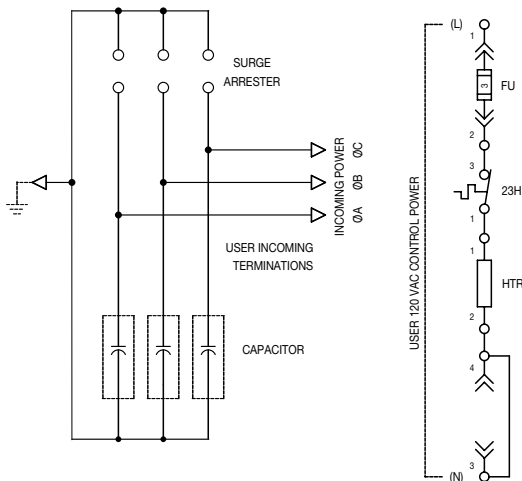 SURGE
ARRESTER
INCOMING POWER
ØC
ØB
ØA
USER INCOMING
TERMINATIONS
CAPACITOR
USER 120 VAC CONTROL POWER
(L)
1
3
FU
2
3
23H
1
1
HTR
2
4
3
(N)